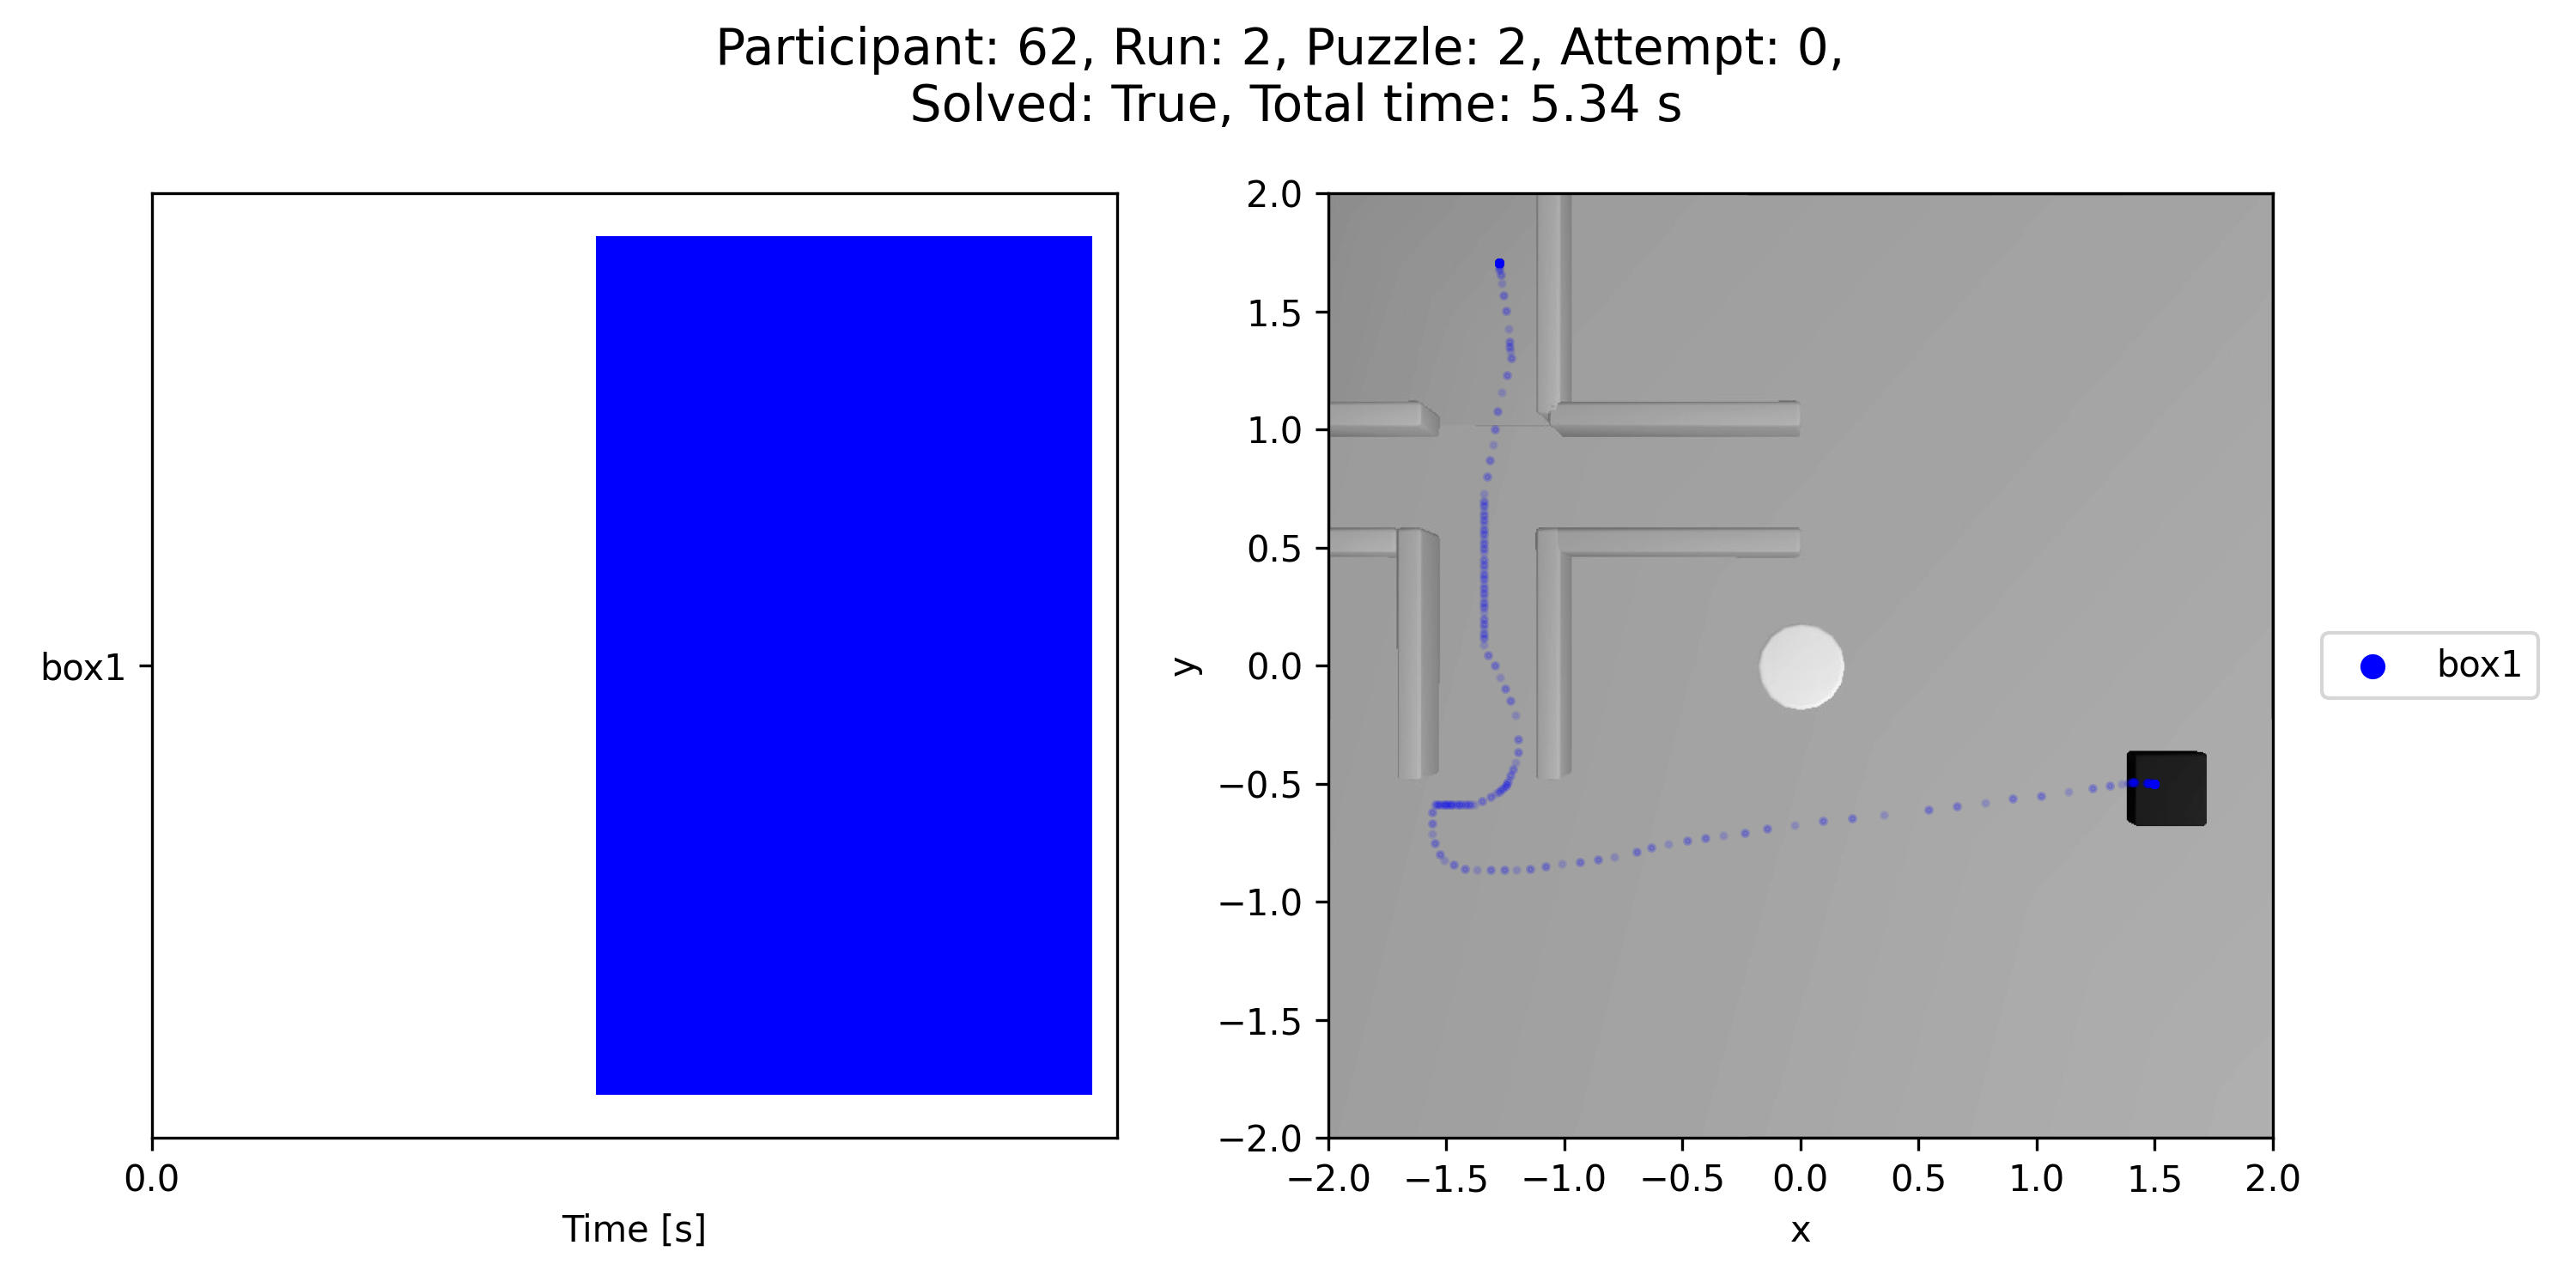 Participant: 62, Run: 2, Puzzle: 2, Attempt: 0,
Solved: True, Total time: 5.34 s
box1
0.0
Time [s]
2.0
1.5
1.0
0.5
0.0
−0.5
−1.0
−1.5
−2.0
y
−2.0 −1.5 −1.0 −0.5 0.0 0.5 1.0 1.5 2.0
x
box1